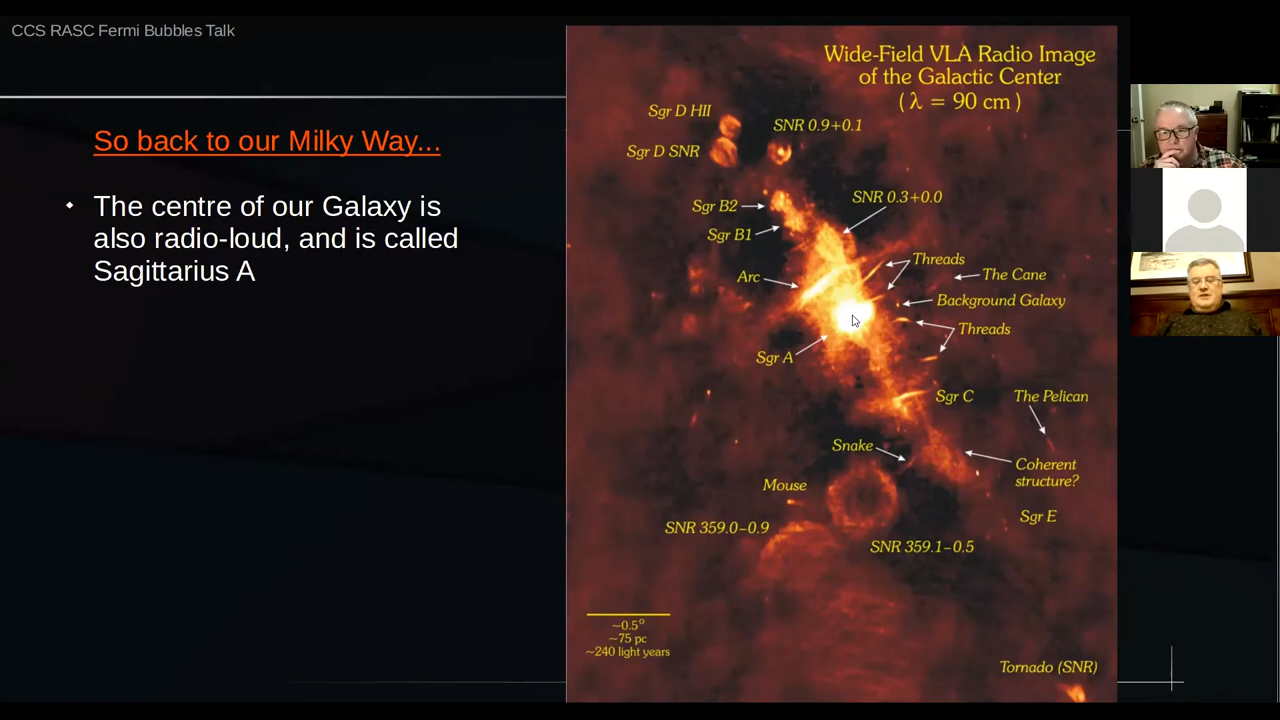 CCS RASC Fermi Bubbles Talk
So back to our Milky Way...
The centre of our Galaxy is
also radio-loud, and is called
Sagittarius A
Wide-Field VLA Radio Image
of the Galactic Center
(λ = 90 cm)
Sgr D HII
SNR 0.9+0.1
Sgr D SNR
SNR 0.3+0.0
Sgr B2
Sgr B1
Threads
Arc
The Cane
Background Galaxy
Threads
Sgr A
Sgr C
The Pelican
Snake
Coherent
structure?
Mouse
Sgr E
SNR 359.0–0.9
SNR 359.1–0.5
~0.5°
~75 pc
~240 light years
Tornado (SNR)